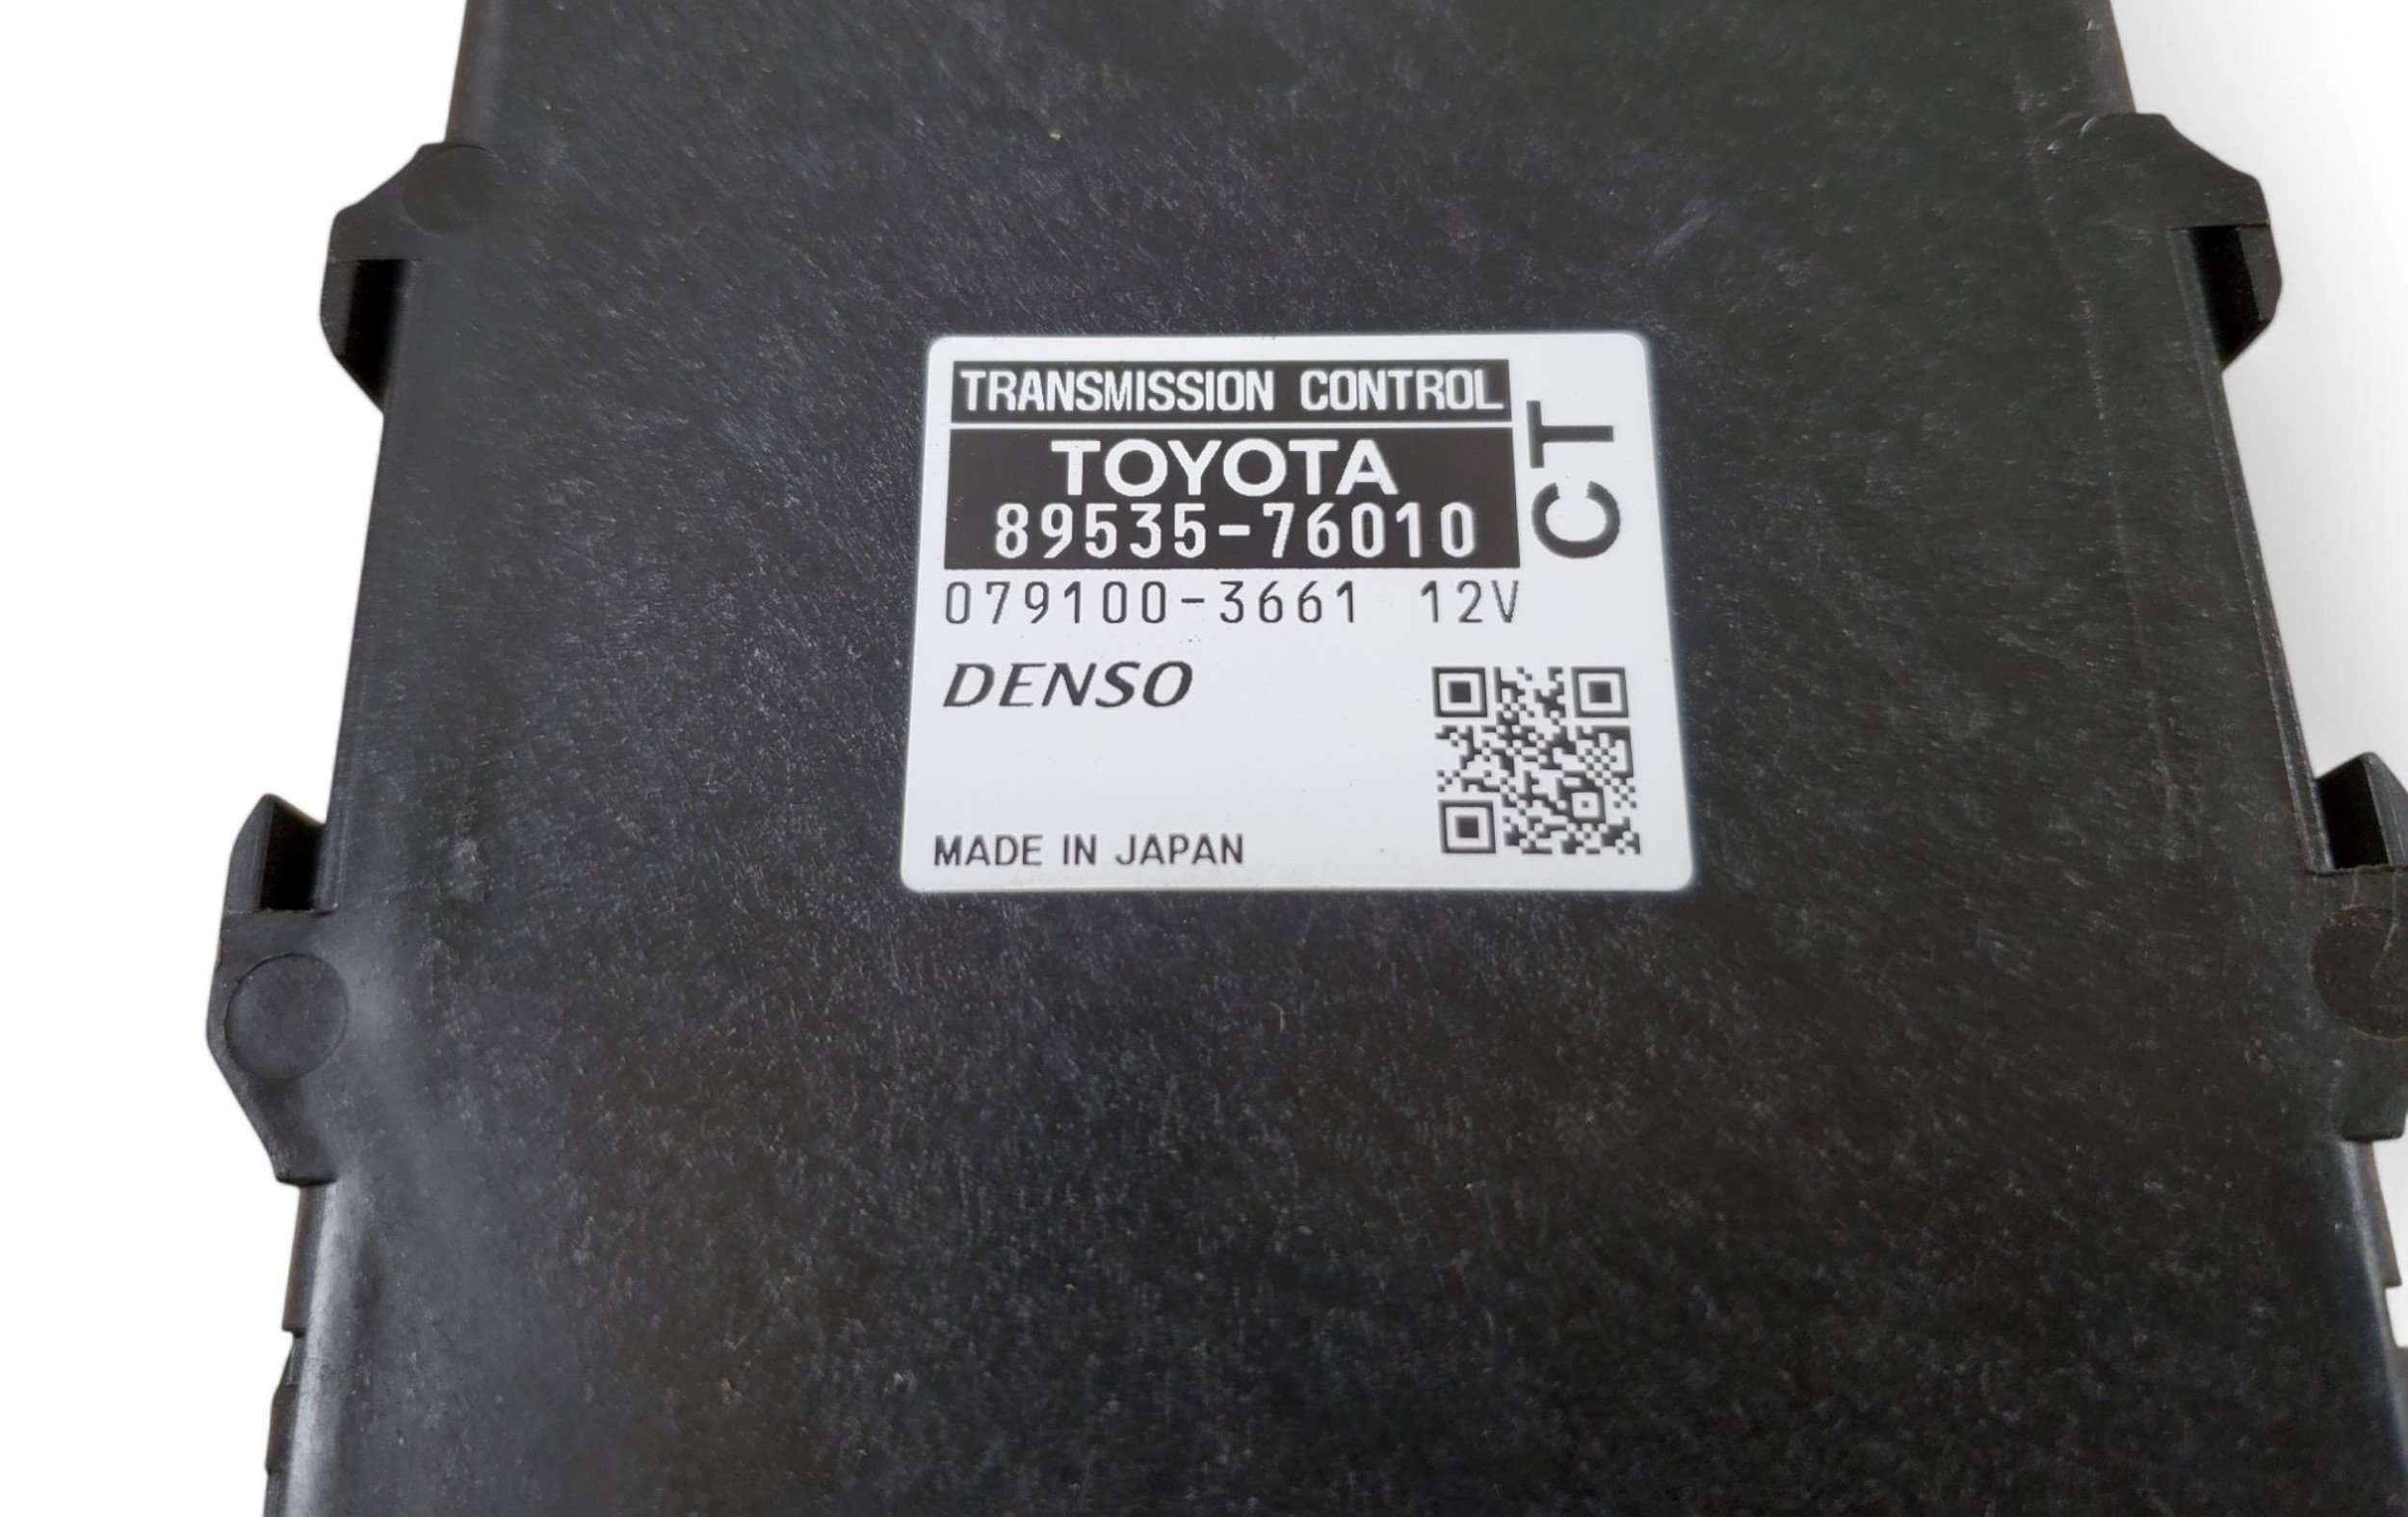 TRANSMISSION CONTROL
TOYOTA
89535-76010
CT
079100-3661 12V
DENSO
MADE IN JAPAN